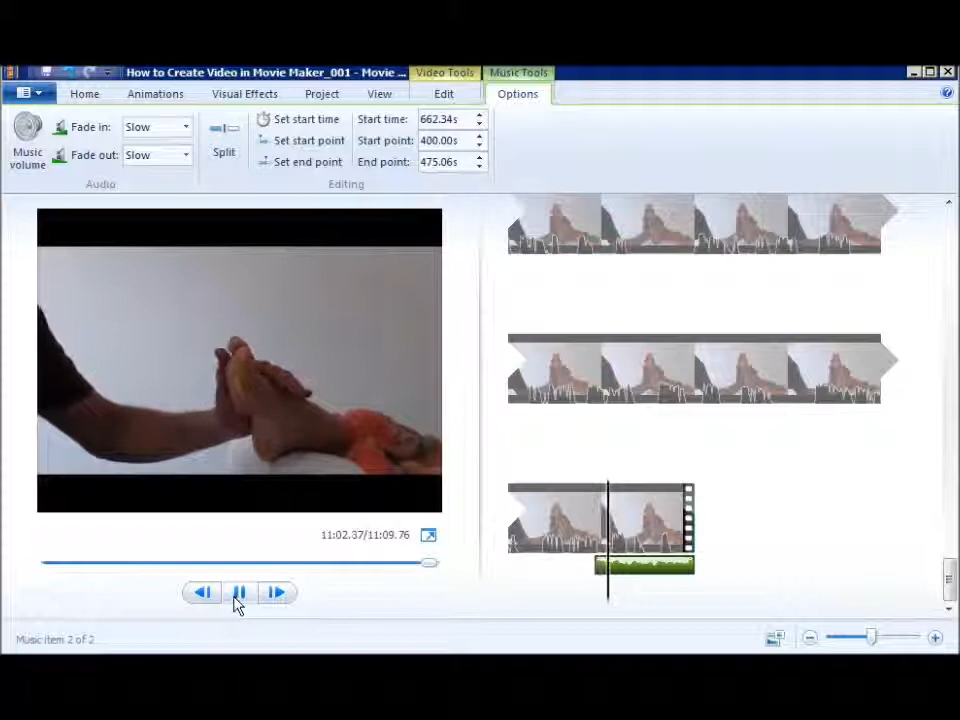 How to Create Video in Movie Maker_001 - Movie ... Video Tools Music Tools
Home Animations Visual Effects Project View Edit Options
Fade in: Slow Set start time Start time: 662.34s
Music volume Split Set start point Start point: 400.00s
Fade out: Slow Set end point End point: 475.06s
Audio Editing
11:02.37/11:09.76
Music item 2 of 2